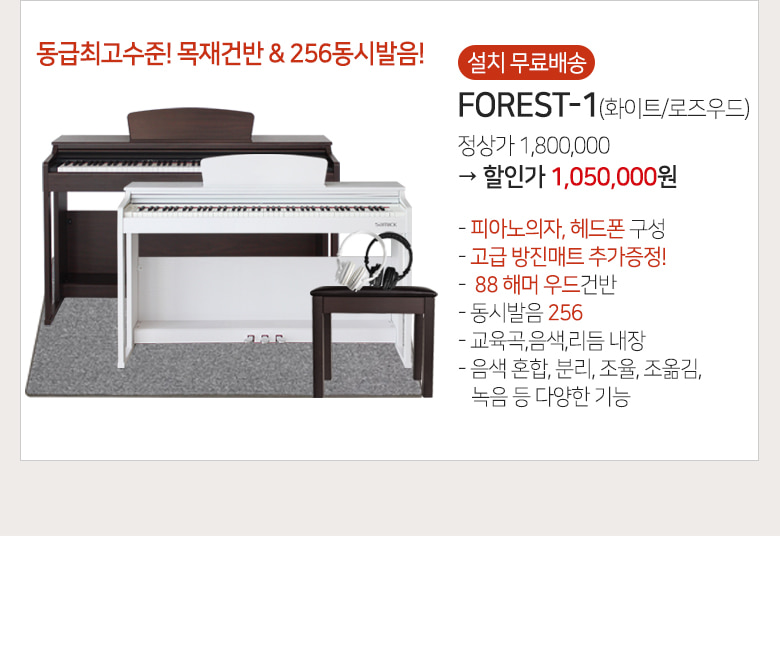 동급최고수준! 목재건반 & 256동시발음!
설치 무료배송
FOREST-1(화이트/로즈우드)
정상가 1,800,000
→ 할인가 1,050,000원
- 피아노의자, 헤드폰 구성
- 고급 방진매트 추가증정!
- 88 해머 우드건반
- 동시발음 256
- 교육곡,음색,리듬 내장
- 음색 혼합, 분리, 조율, 조옮김,
녹음 등 다양한 기능
SAMICK